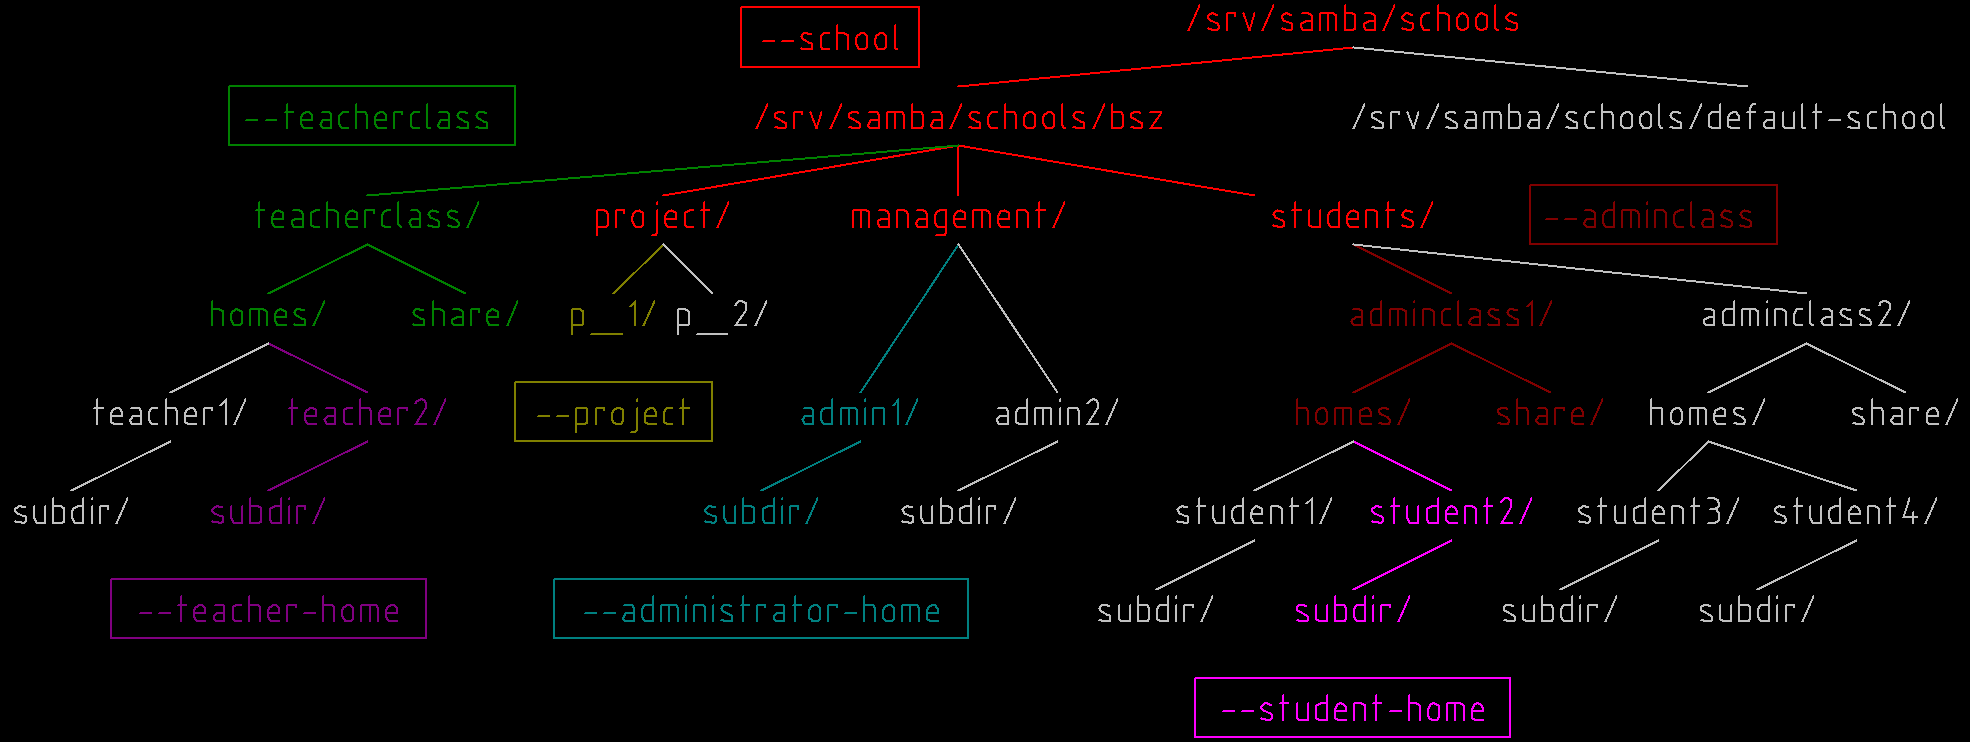 /srv/samba/schools
--school
--teacherclass
/srv/samba/schools/bsz
/srv/samba/schools/default-school
teacherclass/
project/
management/
students/
--adminclass
homes/
share/
p__1/
p__2/
adminclass1/
adminclass2/
teacher1/
teacher2/
--project
admin1/
admin2/
homes/
share/
homes/
share/
subdir/
subdir/
subdir/
subdir/
student1/
student2/
student3/
student4/
--teacher-home
--administrator-home
subdir/
subdir/
subdir/
subdir/
--student-home